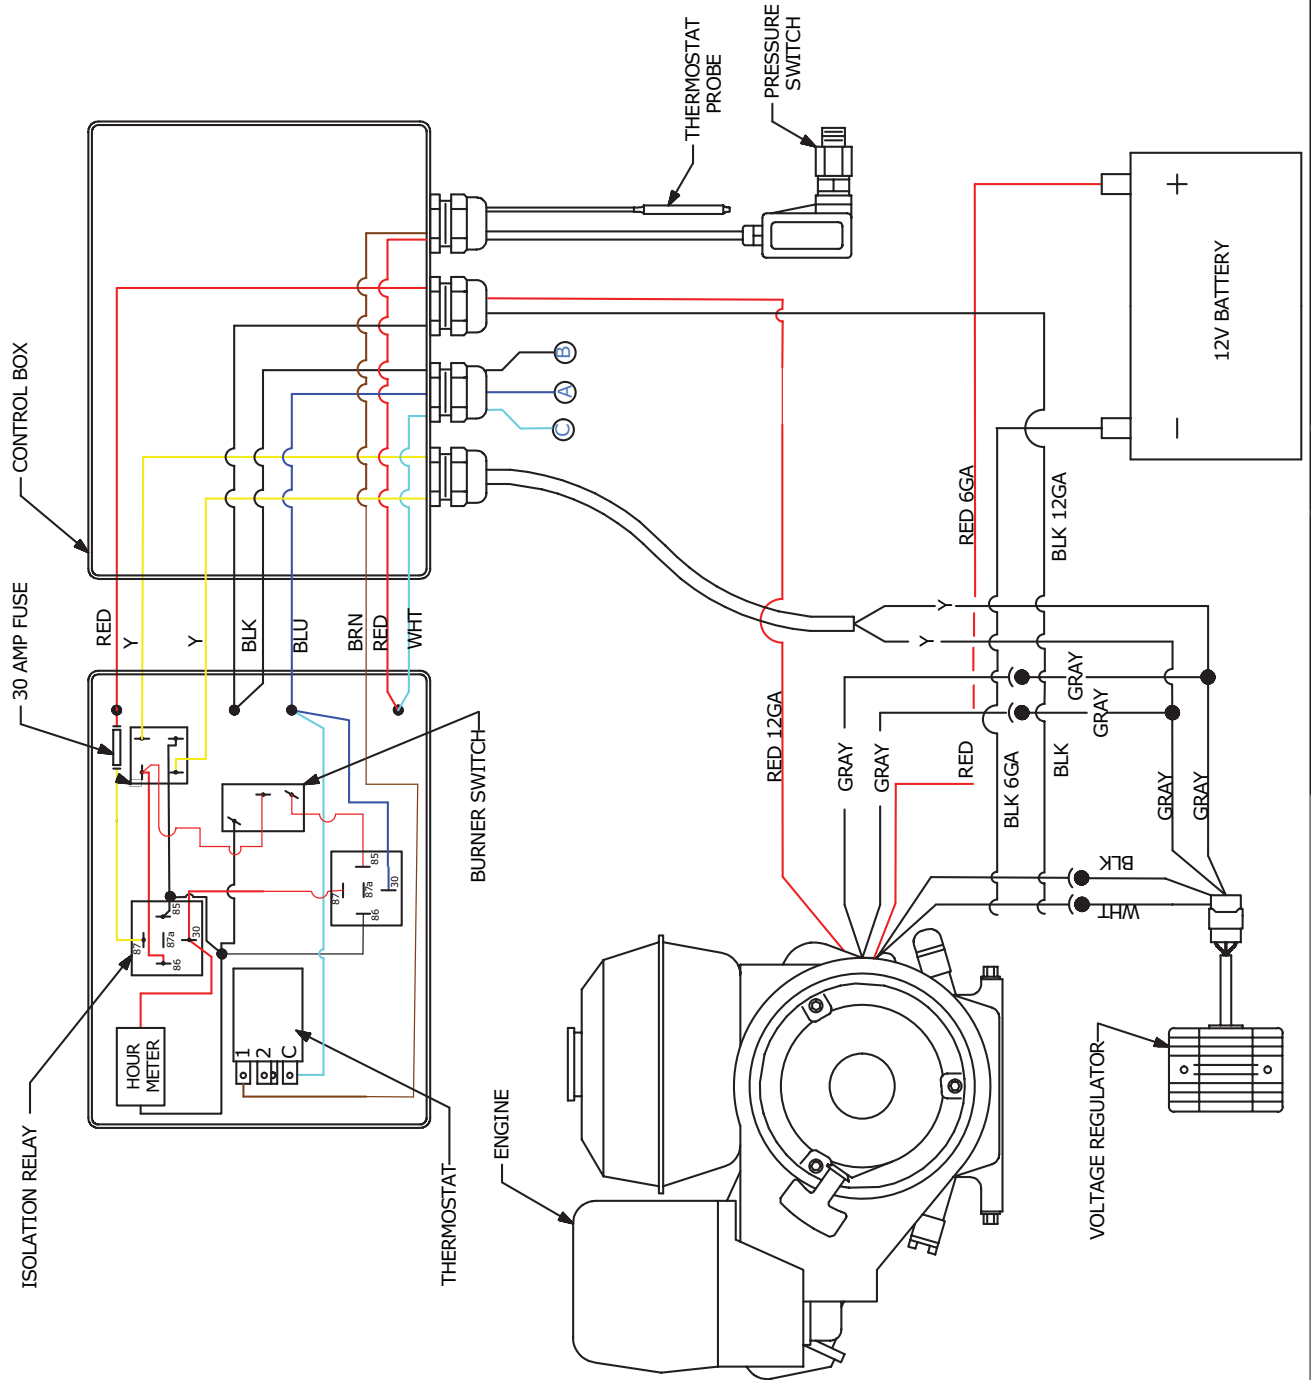 ISOLATION RELAY
30 AMP FUSE
CONTROL BOX
HOUR
METER
1
2
C
THERMOSTAT
87
87a
86
85
30
87
87a
86
85
30
BURNER SWITCH
RED
Y
Y
BLK
BLU
BRN
RED
WHT
THERMOSTAT
PROBE
PRESSURE
SWITCH
C
A
B
ENGINE
RED 12GA
GRAY
GRAY
RED
BLK 6GA
BLK
RED 6GA
BLK 12GA
Y
Y
GRAY
GRAY
GRAY
GRAY
BLK
WHT
VOLTAGE REGULATOR
12V BATTERY
+
−